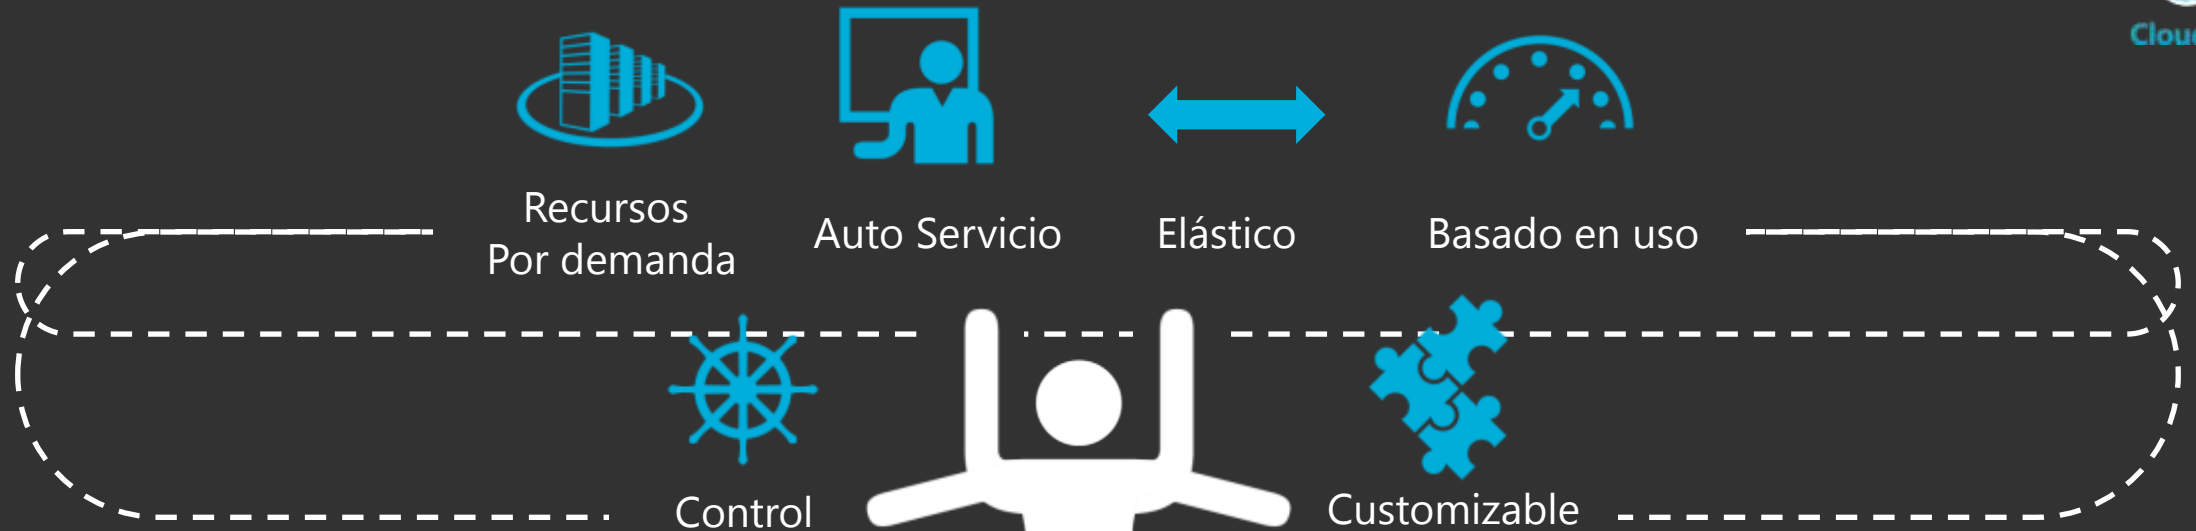 Recursos
Por demanda
Auto Servicio
Elástico
Basado en uso
Control
Customizable